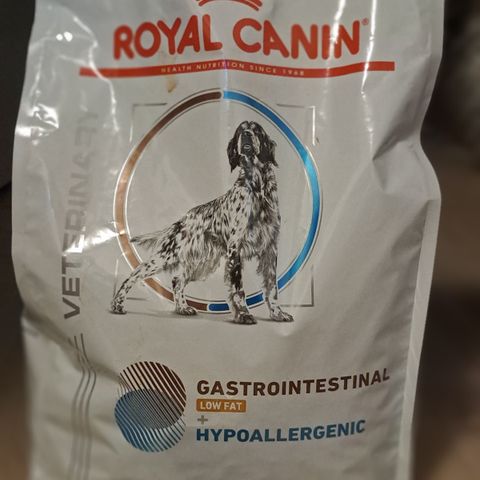 ROYAL CANIN®
HEALTH NUTRITION SINCE 1968
VETERINARY
GASTROINTESTINAL
LOW FAT
+
HYPOALLERGENIC